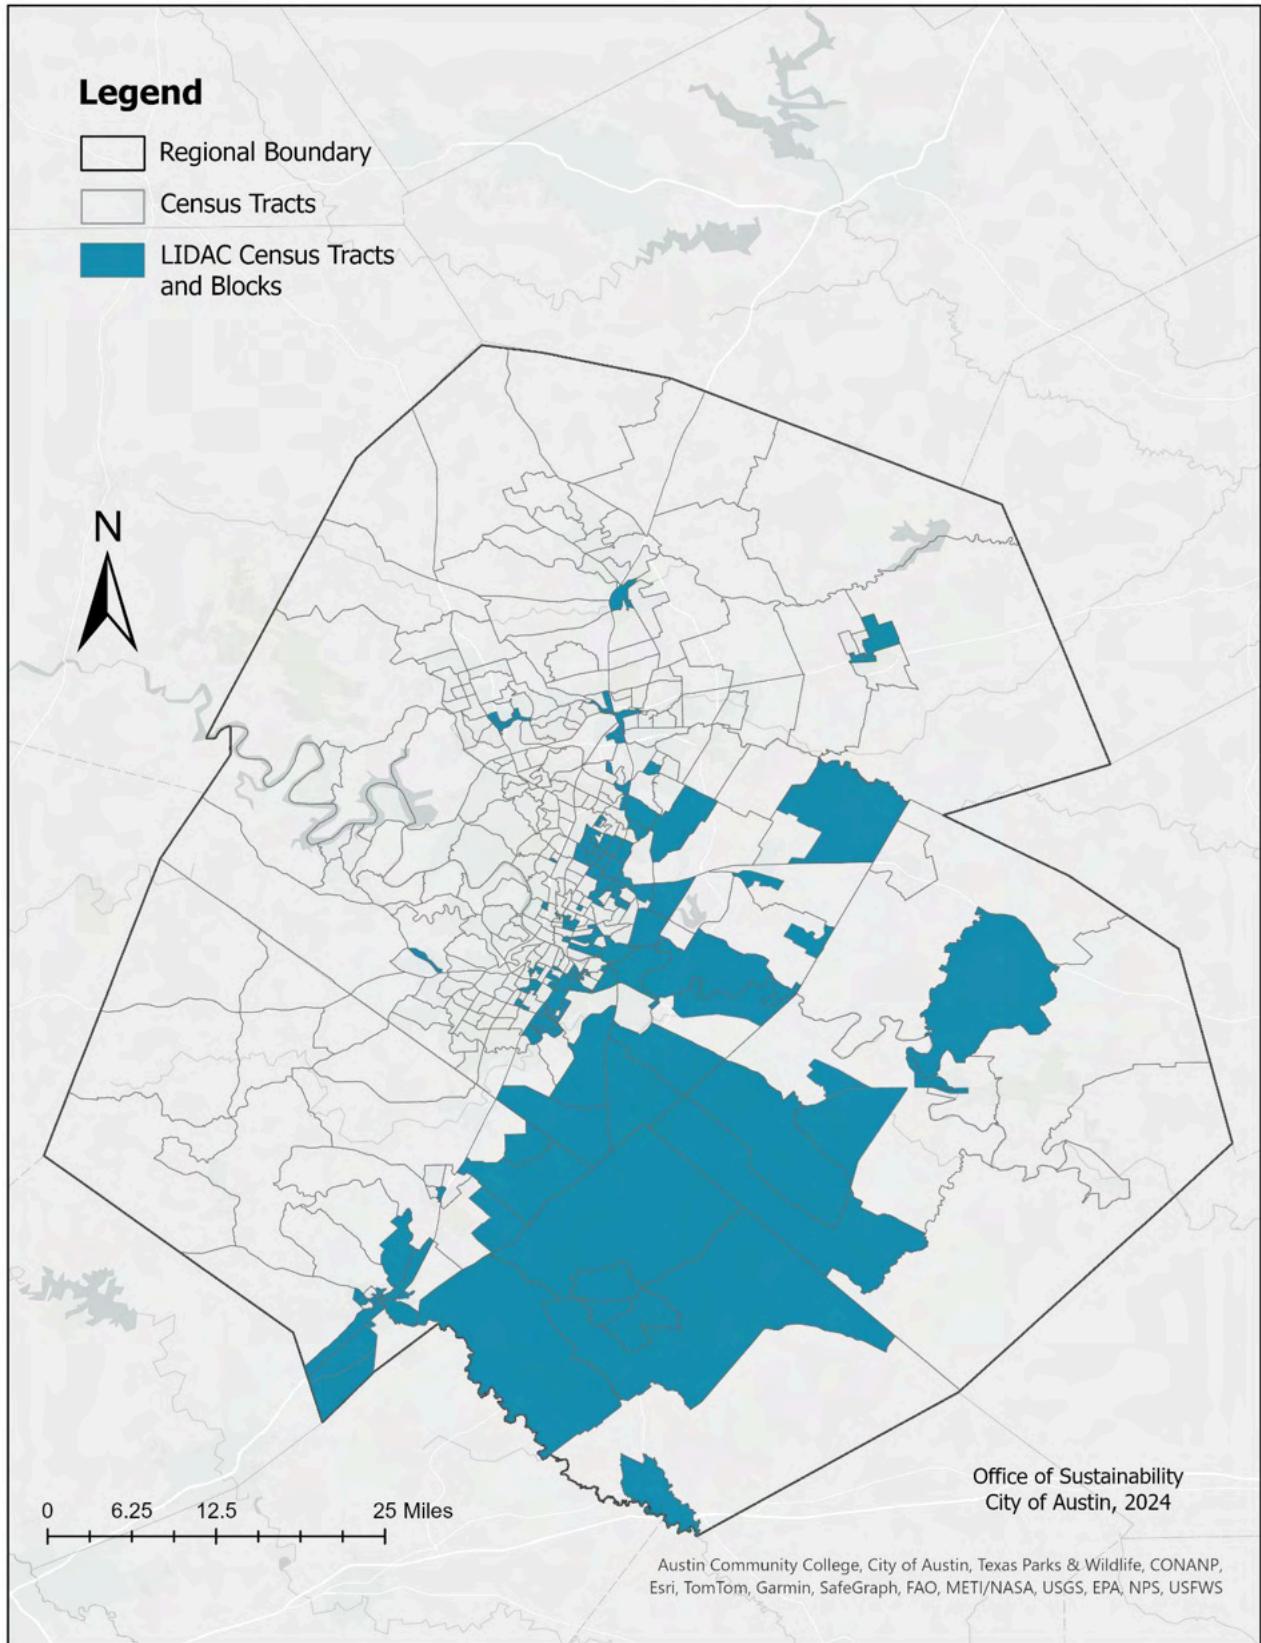 Legend
Regional Boundary
Census Tracts
LIDAC Census Tracts
and Blocks
N
0 6.25 12.5 25 Miles
Office of Sustainability
City of Austin, 2024
Austin Community College, City of Austin, Texas Parks & Wildlife, CONANP,
Esri, TomTom, Garmin, SafeGraph, FAO, METI/NASA, USGS, EPA, NPS, USFWS